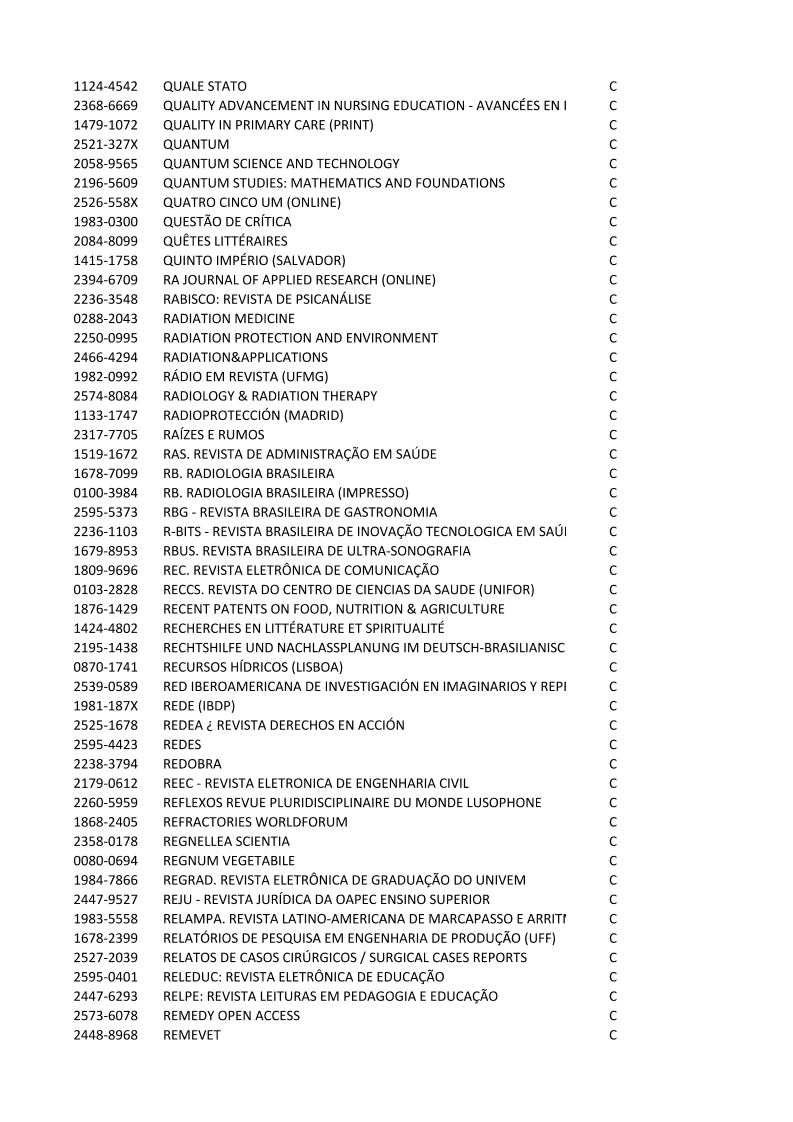 1124-4542 QUALE STATO C
2368-6669 QUALITY ADVANCEMENT IN NURSING EDUCATION - AVANCÉES EN C
1479-1072 QUALITY IN PRIMARY CARE (PRINT) C
2521-327X QUANTUM C
2058-9565 QUANTUM SCIENCE AND TECHNOLOGY C
2196-5609 QUANTUM STUDIES: MATHEMATICS AND FOUNDATIONS C
2526-558X QUATRO CINCO UM (ONLINE) C
1983-0300 QUESTÃO DE CRÍTICA C
2084-8099 QUÊTES LITTÉRAIRES C
1415-1758 QUINTO IMPÉRIO (SALVADOR) C
2394-6709 RA JOURNAL OF APPLIED RESEARCH (ONLINE) C
2236-3548 RABISCO: REVISTA DE PSICANÁLISE C
0288-2043 RADIATION MEDICINE C
2250-0995 RADIATION PROTECTION AND ENVIRONMENT C
2466-4294 RADIATION&APPLICATIONS C
1982-0992 RÁDIO EM REVISTA (UFMG) C
2574-8084 RADIOLOGY & RADIATION THERAPY C
1133-1747 RADIOPROTECCIÓN (MADRID) C
2317-7705 RAÍZES E RUMOS C
1519-1672 RAS. REVISTA DE ADMINISTRAÇÃO EM SAÚDE C
1678-7099 RB. RADIOLOGIA BRASILEIRA C
0100-3984 RB. RADIOLOGIA BRASILEIRA (IMPRESSO) C
2595-5373 RBG - REVISTA BRASILEIRA DE GASTRONOMIA C
2236-1103 R-BITS - REVISTA BRASILEIRA DE INOVAÇÃO TECNOLOGICA EM C
1679-8953 RBUS. REVISTA BRASILEIRA DE ULTRA-SONOGRAFIA C
1809-9696 REC. REVISTA ELETRÔNICA DE COMUNICAÇÃO C
0103-2828 RECCS. REVISTA DO CENTRO DE CIENCIAS DA SAUDE (UNIFOR) C
1876-1429 RECENT PATENTS ON FOOD, NUTRITION & AGRICULTURE C
1424-4802 RECHERCHES EN LITTÉRATURE ET SPIRITUALITÉ C
2195-1438 RECHTSHILFE UND NACHLASSPLANUNG IM DEUTSCH-BRASILIANISC C
0870-1741 RECURSOS HÍDRICOS (LISBOA) C
2539-0589 RED IBEROAMERICANA DE INVESTIGACIÓN EN IMAGINARIOS Y C
1981-187X REDE (IBDP) C
2525-1678 REDEA ¿ REVISTA DERECHOS EN ACCIÓN C
2595-4423 REDES C
2238-3794 REDOBRA C
2179-0612 REEC - REVISTA ELETRONICA DE ENGENHARIA CIVIL C
2260-5959 REFLEXOS REVUE PLURIDISCIPLINAIRE DU MONDE LUSOPHONE C
1868-2405 REFRACTORIES WORLDFORUM C
2358-0178 REGNELLEA SCIENTIA C
0080-0694 REGNUM VEGETABILE C
1984-7866 REGRAD. REVISTA ELETRÔNICA DE GRADUAÇÃO DO UNIVEM C
2447-9527 REJU - REVISTA JURÍDICA DA OAPEC ENSINO SUPERIOR C
1983-5558 RELAMPA. REVISTA LATINO-AMERICANA DE MARCAPASSO E C
1678-2399 RELATÓRIOS DE PESQUISA EM ENGENHARIA DE PRODUÇÃO (UFF) C
2527-2039 RELATOS DE CASOS CIRÚRGICOS / SURGICAL CASES REPORTS C
2595-0401 RELEDUC: REVISTA ELETRÔNICA DE EDUCAÇÃO C
2447-6293 RELPE: REVISTA LEITURAS EM PEDAGOGIA E EDUCAÇÃO C
2573-6078 REMEDY OPEN ACCESS C
2448-8968 REMEVET C